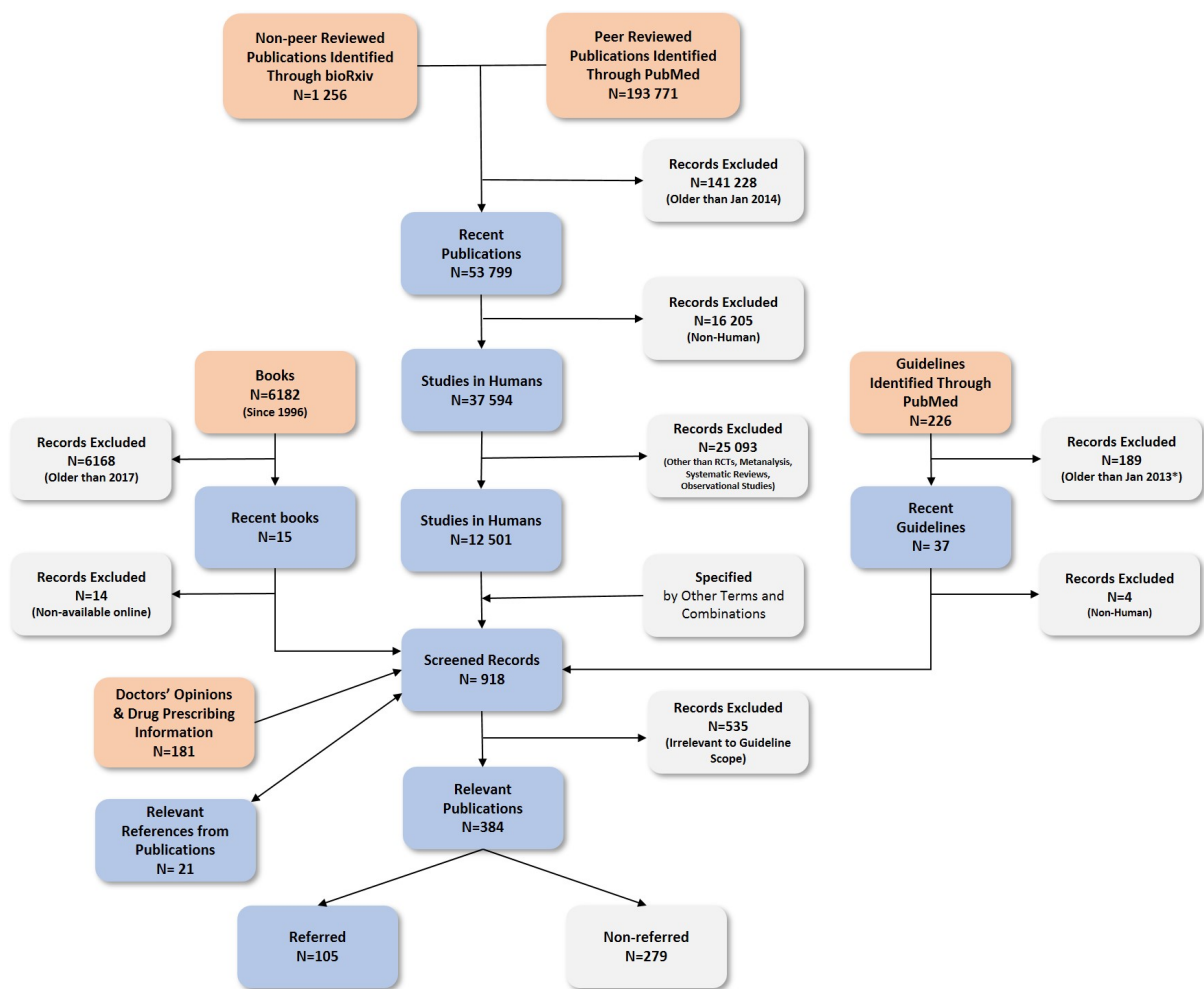 Non-peer Reviewed
Publications Identified
Through bioRxiv
N=1 256
Peer Reviewed
Publications Identified
Through PubMed
N=193 771
Records Excluded
N=141 228
(Older than Jan 2014)
Recent
Publications
N=53 799
Records Excluded
N=16 205
(Non-Human)
Books
N=6182
(Since 1996)
Studies in Humans
N=37 594
Guidelines
Identified Through
PubMed
N=226
Records Excluded
N=6168
(Older than 2017)
Records Excluded
N=25 093
(Other than RCTs, Metanalysis,
Systematic Reviews,
Observational Studies)
Records Excluded
N=189
(Older than Jan 2013*)
Recent books
N=15
Studies in Humans
N=12 501
Recent
Guidelines
N= 37
Records Excluded
N=14
(Non-available online)
Specified
by Other Terms and
Combinations
Records Excluded
N=4
(Non-Human)
Screened Records
N= 918
Doctors’ Opinions
& Drug Prescribing
Information
N=181
Records Excluded
N=535
(Irrelevant to Guideline
Scope)
Relevant
Publications
N=384
Relevant
References from
Publications
N= 21
Referred
N=105
Non-referred
N=279